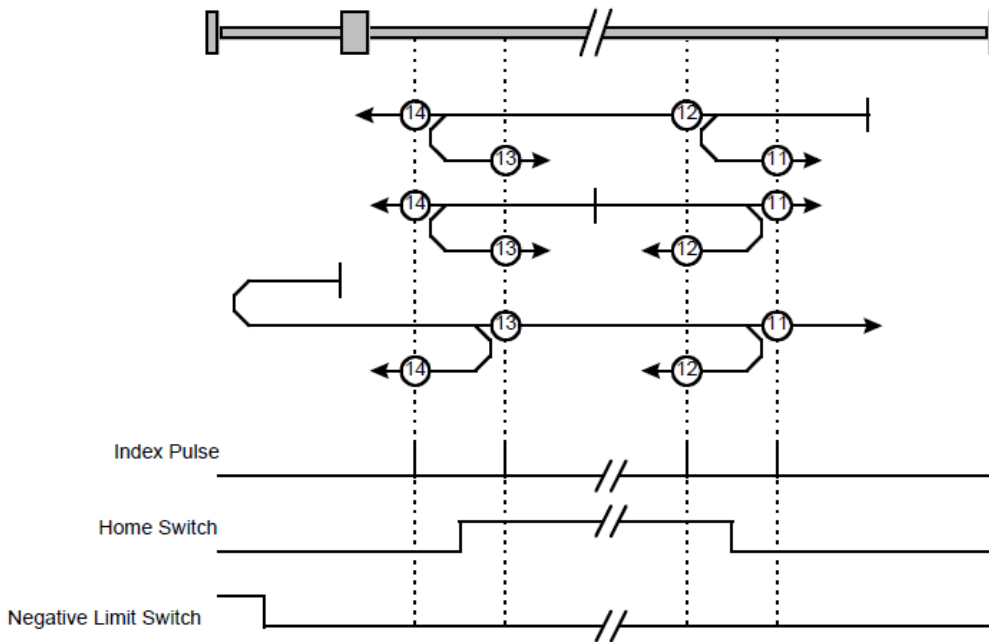 14 12
13 11
14 11
13 12
13 11
14 12
Index Pulse
Home Switch
Negative Limit Switch